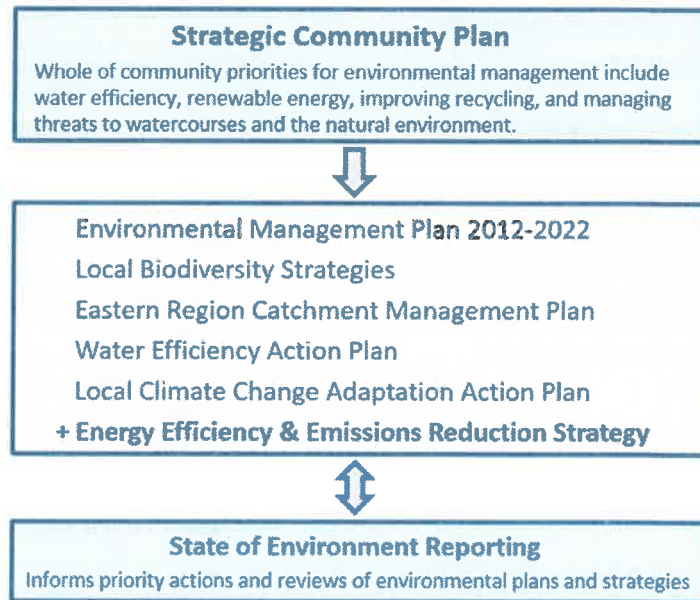 Strategic Community Plan
Whole of community priorities for environmental management include
water efficiency, renewable energy, improving recycling, and managing
threats to watercourses and the natural environment.
Environmental Management Plan 2012-2022
Local Biodiversity Strategies
Eastern Region Catchment Management Plan
Water Efficiency Action Plan
Local Climate Change Adaptation Action Plan
+ Energy Efficiency & Emissions Reduction Strategy
State of Environment Reporting
Informs priority actions and reviews of environmental plans and strategies